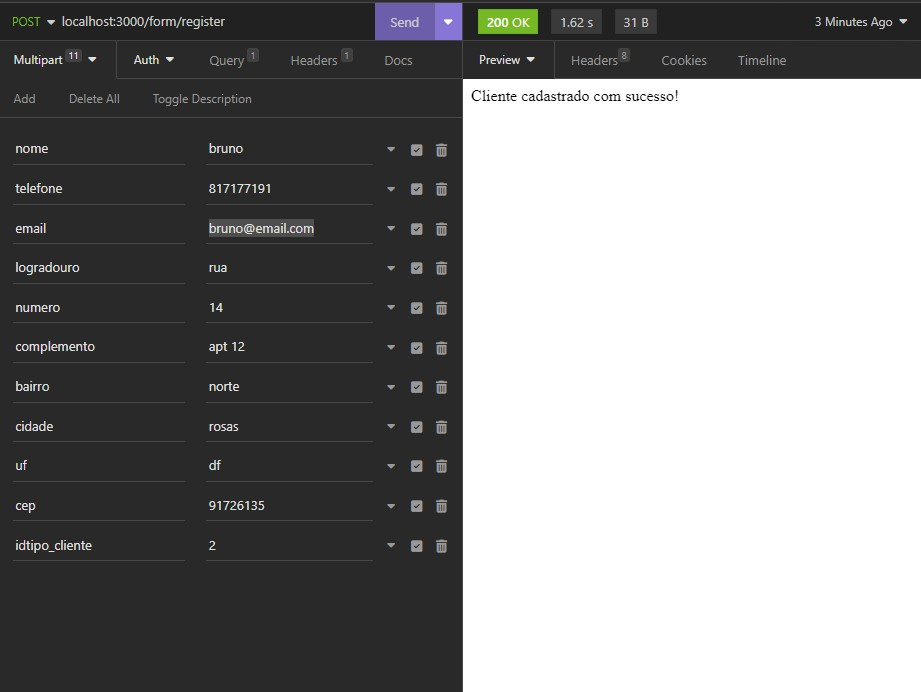 POST localhost:3000/form/register Send 200 OK 1.62 s 31 B 3 Minutes Ago
Multipart 11 Auth Query 1 Headers 1 Docs Preview Headers 8 Cookies Timeline
Add Delete All Toggle Description
Cliente cadastrado com sucesso!
nome bruno
telefone 817177191
email bruno@email.com
logradouro rua
numero 14
complemento apt 12
bairro norte
cidade rosas
uf df
cep 91726135
idtipo_cliente 2